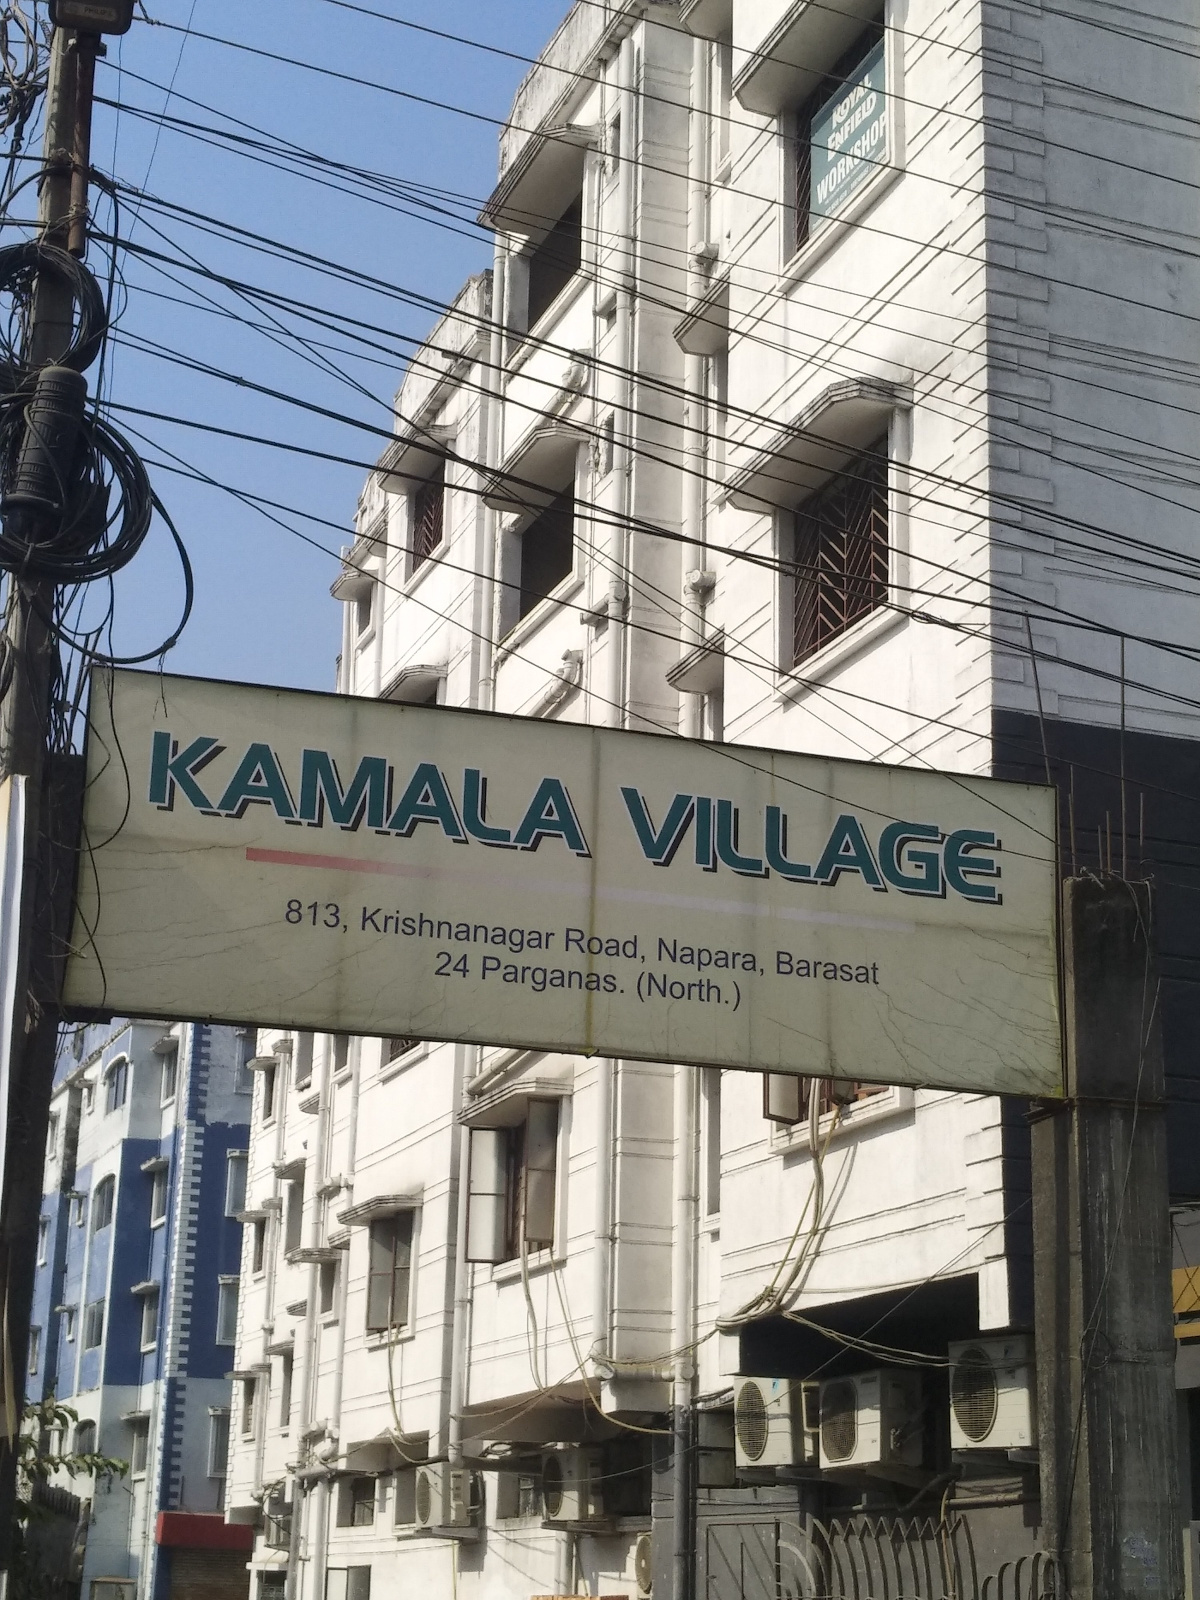 ROYAL
ENFIELD
WORKSHOP
KAMALA VILLAGE
813, Krishnanagar Road, Napara, Barasat
24 Parganas. (North.)